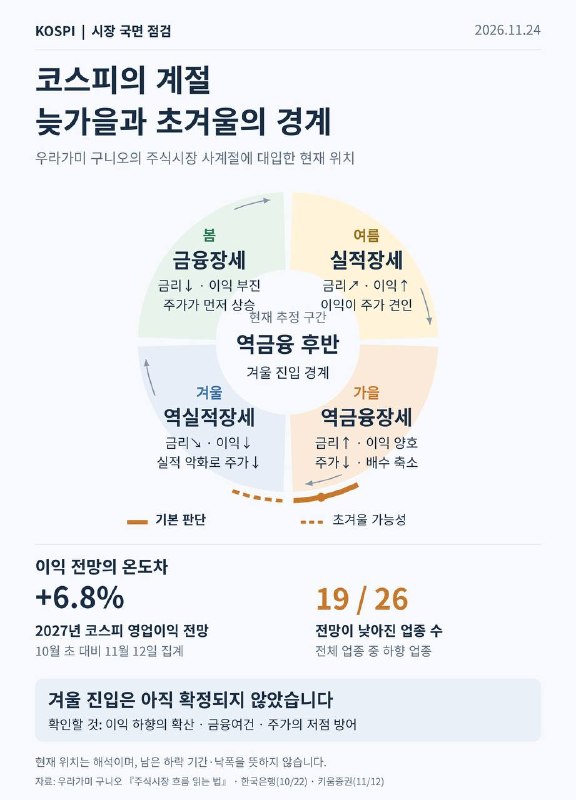 KOSPI | 시장 국면 점검
2026.11.24
코스피의 계절
늦가을과 초겨울의 경계
우라가미 구니오의 주식시장 사계절에 대입한 현재 위치
봄
금융장세
금리↓ · 이익 부진
주가가 먼저 상승
여름
실적장세
금리↗ · 이익↑
이익이 주가 견인
현재 추정 구간
역금융 후반
겨울 진입 경계
겨울
역실적장세
금리↘ · 이익↓
실적 악화로 주가↓
가을
역금융장세
금리↑ · 이익 양호
주가↓ · 배수 축소
기본 판단
초겨울 가능성
이익 전망의 온도차
+6.8%
2027년 코스피 영업이익 전망
10월 초 대비 11월 12일 집계
19 / 26
전망이 낮아진 업종 수
전체 업종 중 하향 업종
겨울 진입은 아직 확정되지 않았습니다
확인할 것: 이익 하향의 확산 · 금융여건 · 주가의 저점 방어
현재 위치는 해석이며, 남은 하락 기간·낙폭을 뜻하지 않습니다.
자료: 우라가미 구니오 『주식시장 흐름 읽는 법』 · 한국은행(10/22) · 키움증권(11/12)